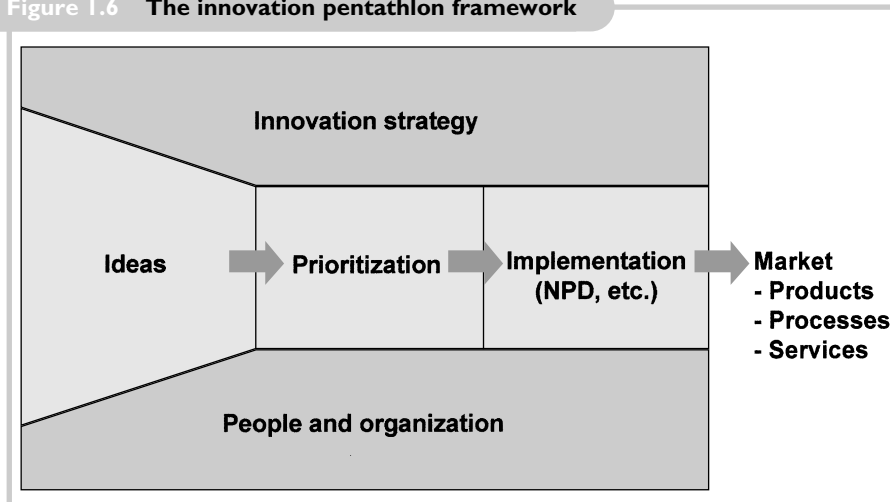 Figure 1.6 The innovation pentathlon framework
Innovation strategy
Ideas
Prioritization
Implementation
(NPD, etc.)
Market
- Products
- Processes
- Services
People and organization